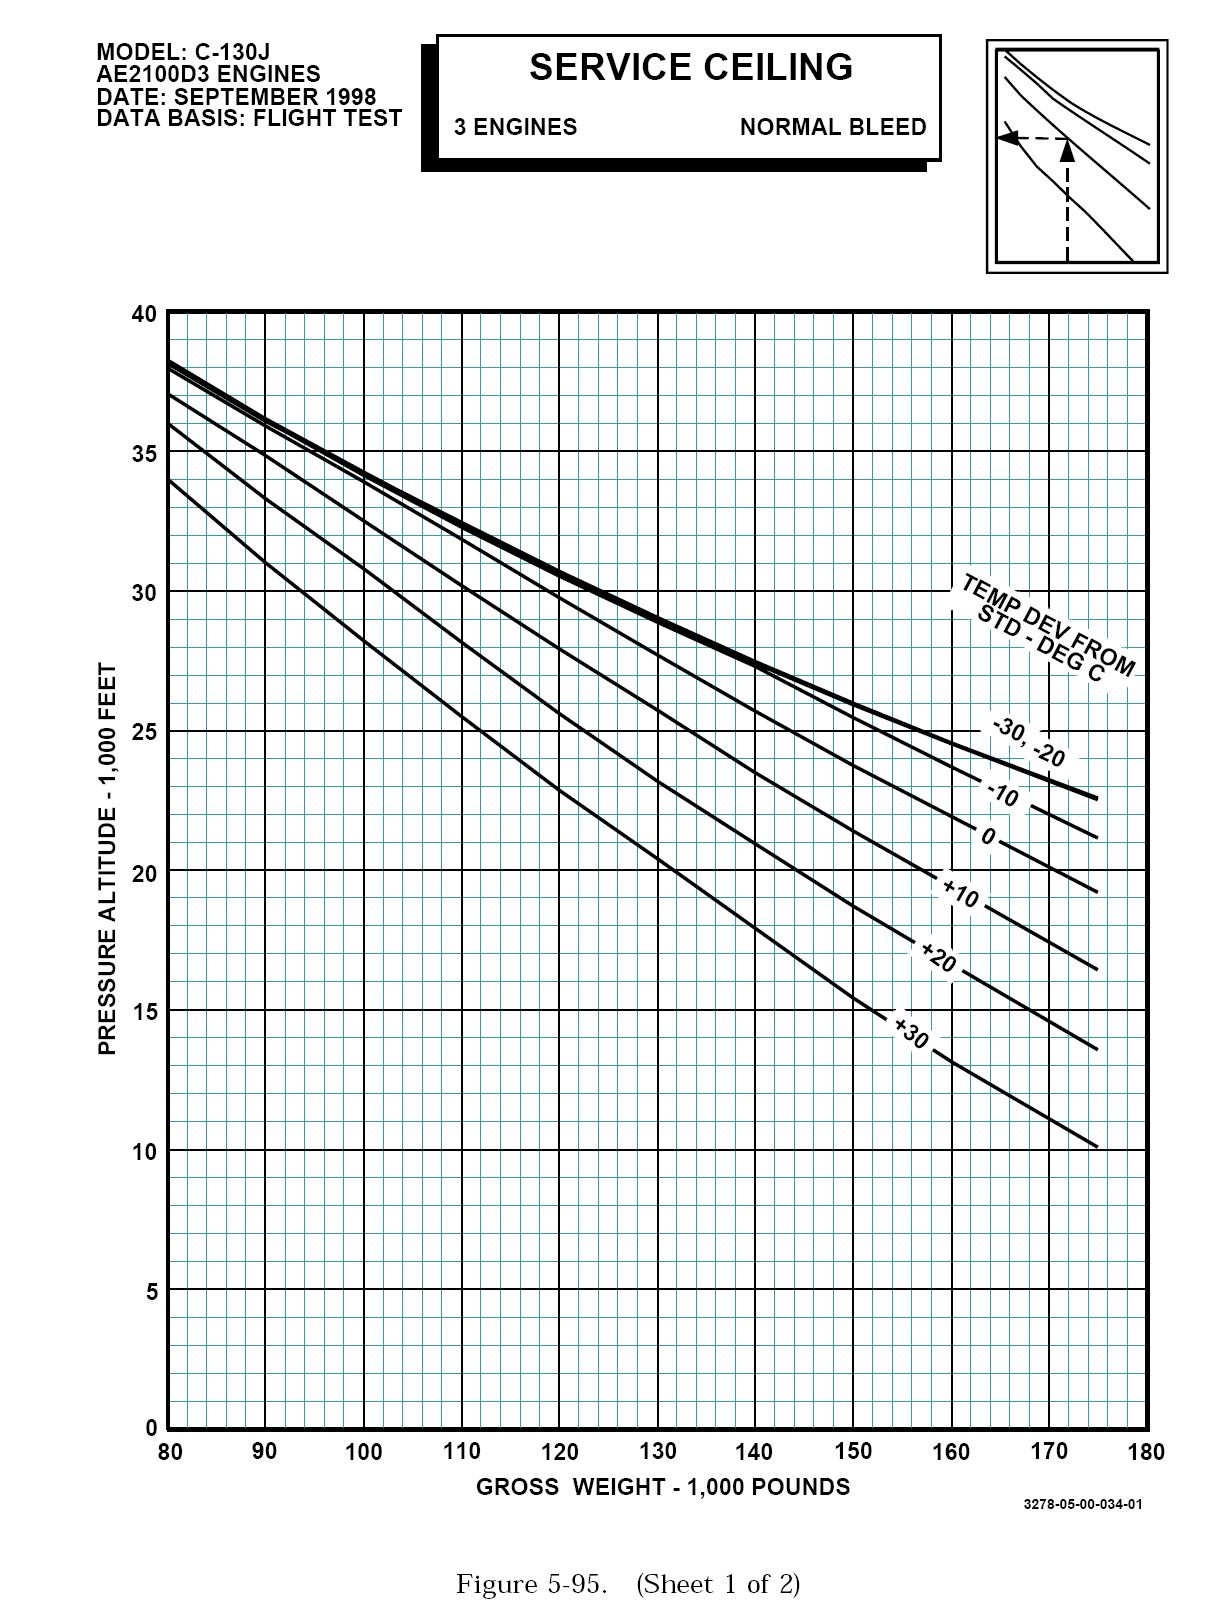 MODEL: C-130J
AE2100D3 ENGINES
DATE: SEPTEMBER 1998
DATA BASIS: FLIGHT TEST
SERVICE CEILING
3 ENGINES NORMAL BLEED
40
35
30
25
20
15
10
5
0
PRESSURE ALTITUDE - 1,000 FEET
TEMP DEV FROM
STD - DEG C
-30, -20
-10
0
+10
+20
+30
80 90 100 110 120 130 140 150 160 170 180
GROSS WEIGHT - 1,000 POUNDS
3278-05-00-034-01
Figure 5-95. (Sheet 1 of 2)